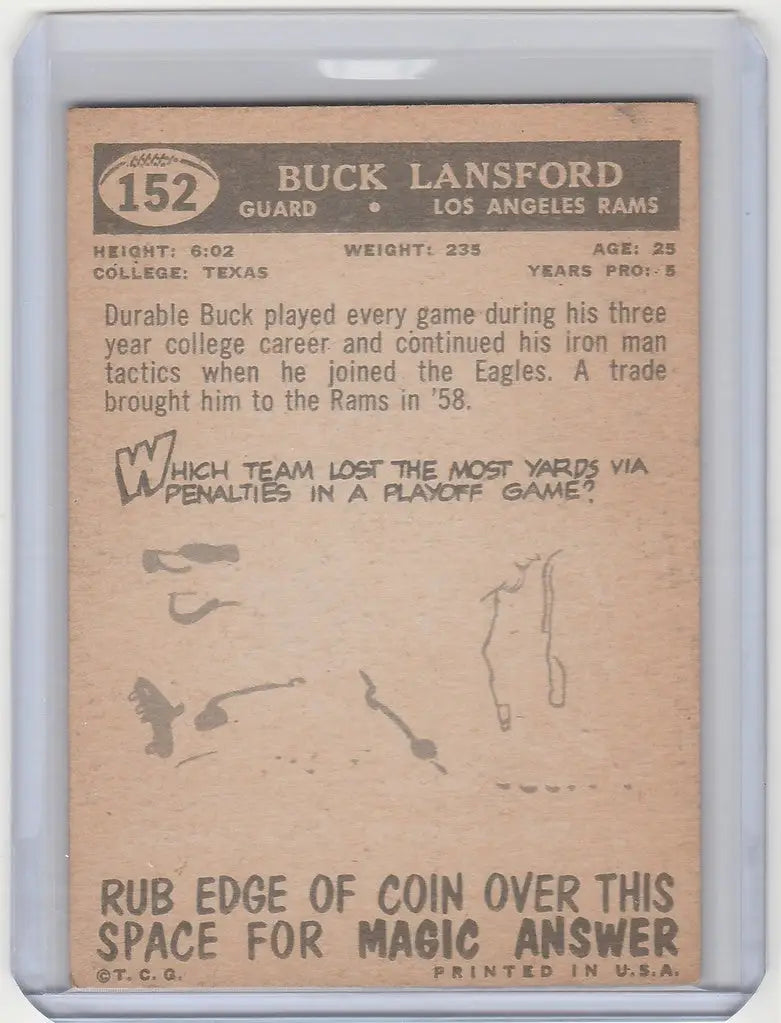 152
BUCK LANSFORD
GUARD • LOS ANGELES RAMS
HEIGHT: 6:02 WEIGHT: 235 AGE: 25
COLLEGE: TEXAS YEARS PRO: 5
Durable Buck played every game during his three
year college career and continued his iron man
tactics when he joined the Eagles. A trade
brought him to the Rams in '58.
WHICH TEAM LOST THE MOST YARDS VIA
PENALTIES IN A PLAYOFF GAME?
RUB EDGE OF COIN OVER THIS
SPACE FOR MAGIC ANSWER
©T. C. G. PRINTED IN U.S.A.